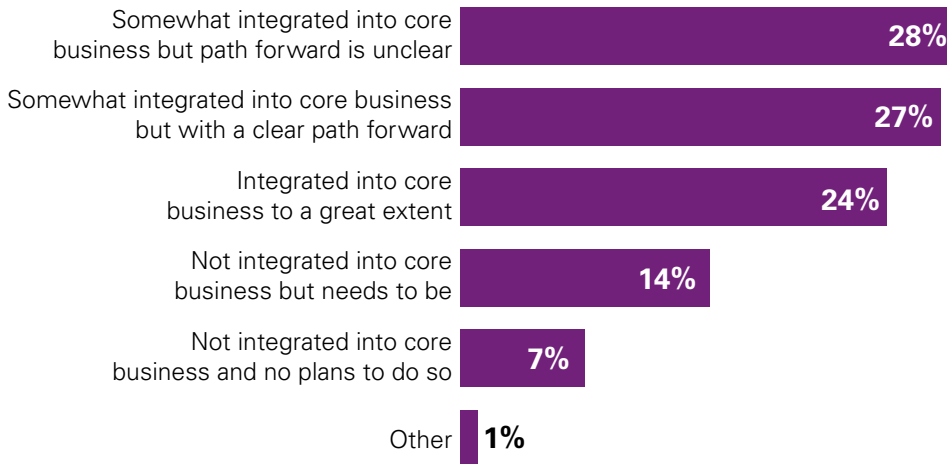 Somewhat integrated into core
business but path forward is unclear
28%
Somewhat integrated into core business
but with a clear path forward
27%
Integrated into core
business to a great extent
24%
Not integrated into core
business but needs to be
14%
Not integrated into core
business and no plans to do so
7%
Other
1%